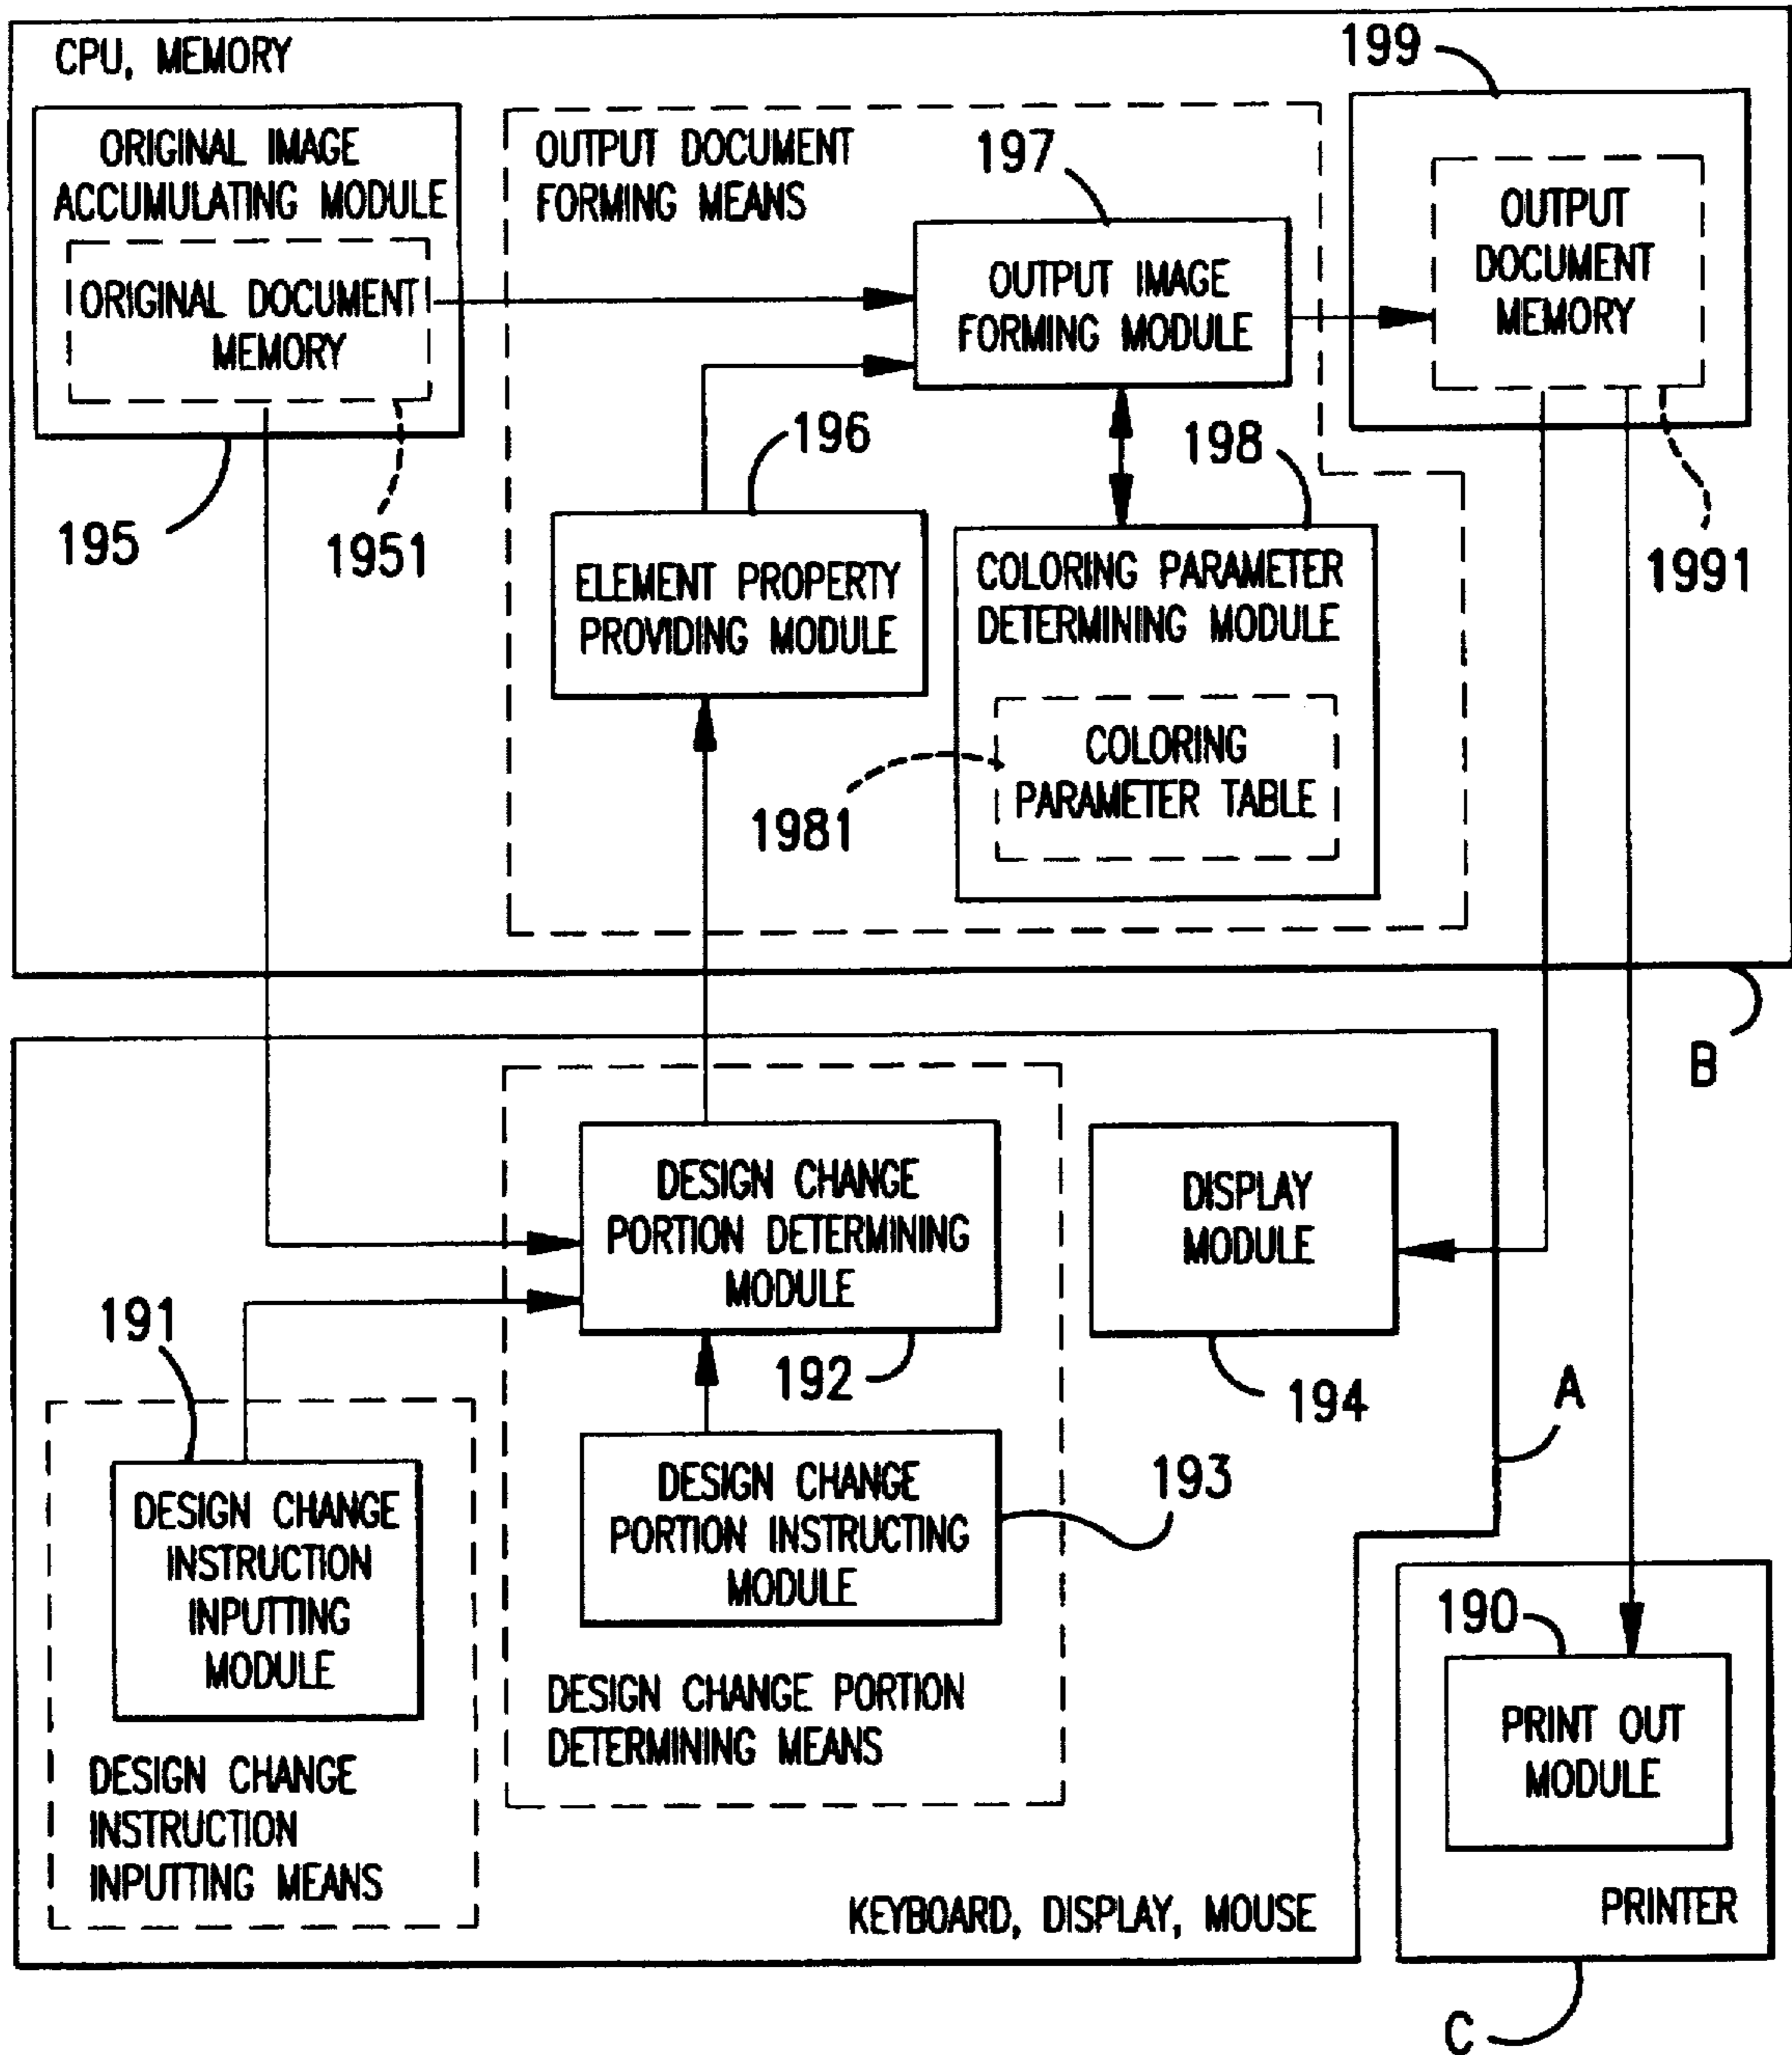 CPU, MEMORY
199
ORIGINAL IMAGE
ACCUMULATING MODULE
ORIGINAL DOCUMENT
MEMORY
195
1951
OUTPUT DOCUMENT
FORMING MEANS
197
OUTPUT IMAGE
FORMING MODULE
OUTPUT
DOCUMENT
MEMORY
1991
196
ELEMENT PROPERTY
PROVIDING MODULE
198
COLORING PARAMETER
DETERMINING MODULE
COLORING
PARAMETER TABLE
1981
B
DESIGN CHANGE
PORTION DETERMINING
MODULE
192
DISPLAY
MODULE
194
A
191
DESIGN CHANGE
INSTRUCTION
INPUTTING
MODULE
DESIGN CHANGE
INSTRUCTION
INPUTTING MEANS
DESIGN CHANGE
PORTION INSTRUCTING
MODULE
193
DESIGN CHANGE PORTION
DETERMINING MEANS
KEYBOARD, DISPLAY, MOUSE
190
PRINT OUT
MODULE
PRINTER
C